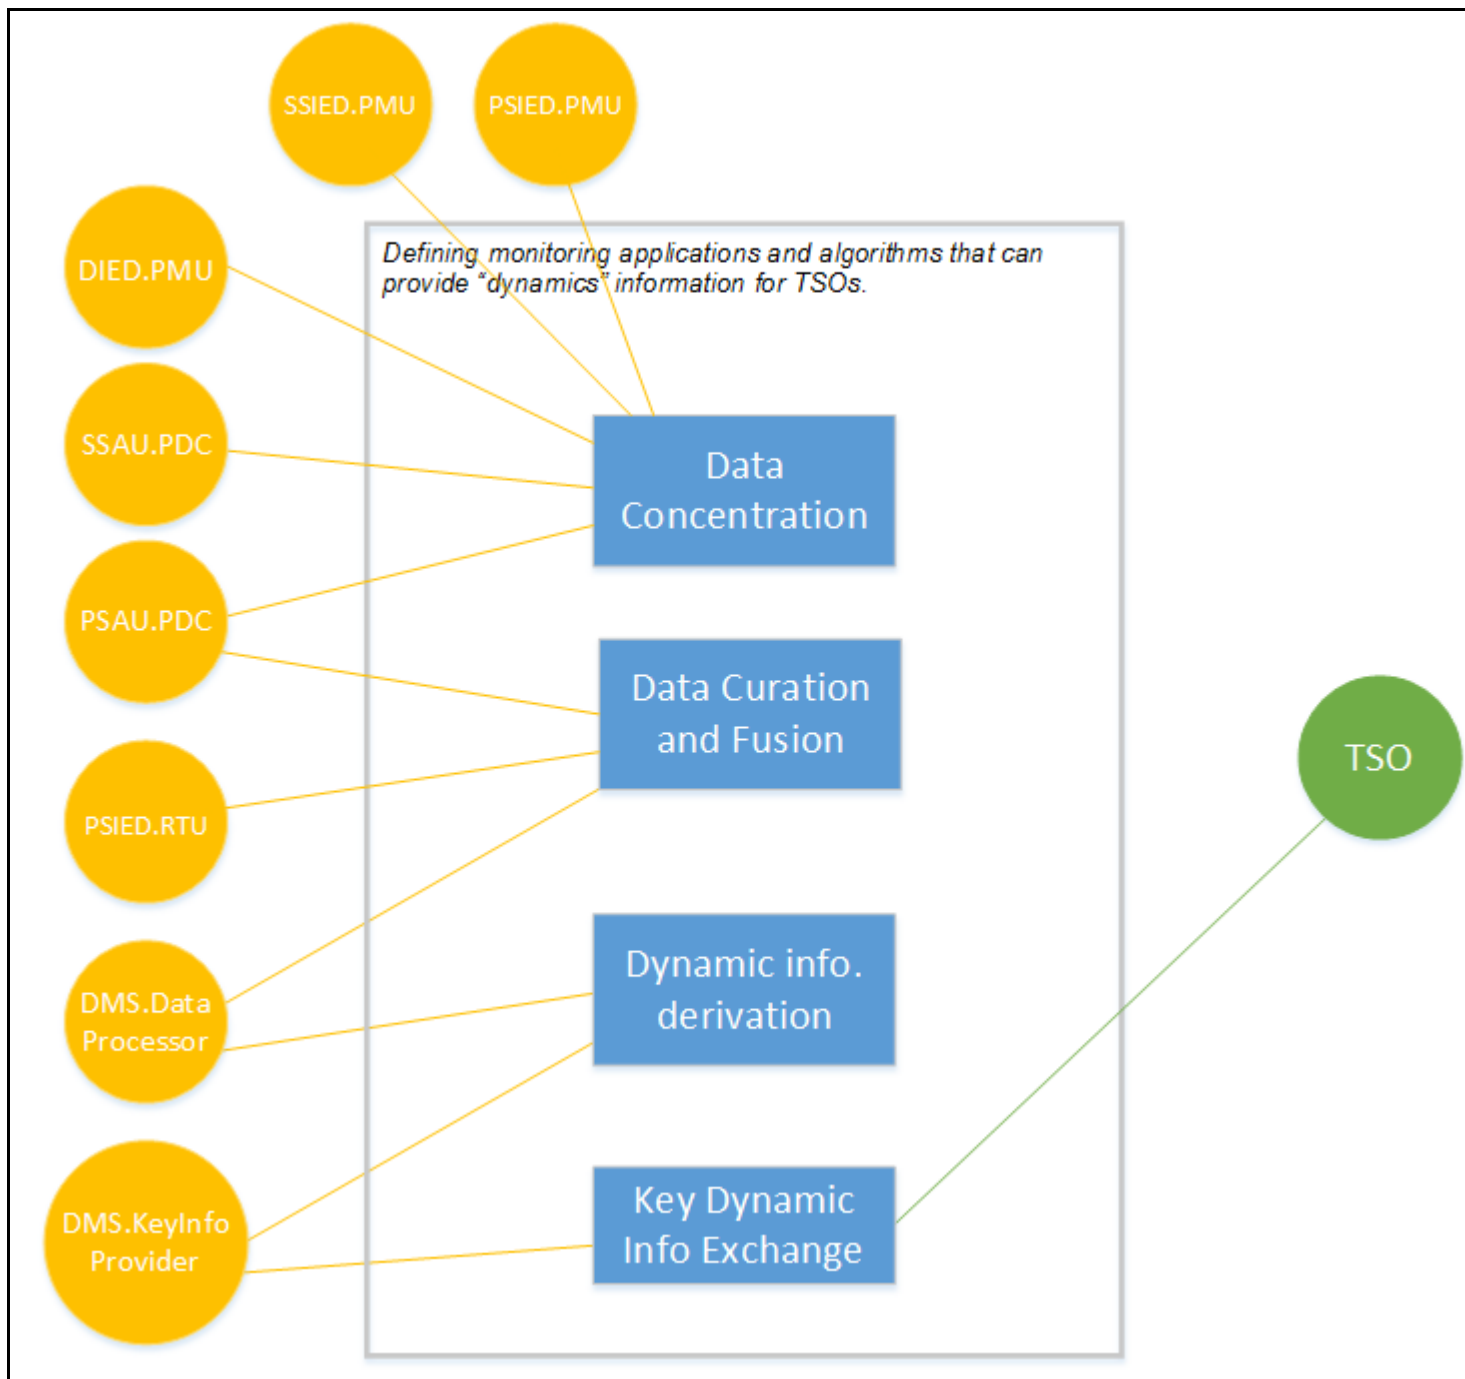 SSIED.PMU
PSIED.PMU
DIED.PMU
SSAU.PDC
PSAU.PDC
PSIED.RTU
DMS.Data
Processor
DMS.KeyInfo
Provider
Defining monitoring applications and algorithms that can
provide “dynamics” information for TSOs.
Data
Concentration
Data Curation
and Fusion
Dynamic info.
derivation
Key Dynamic
Info Exchange
TSO